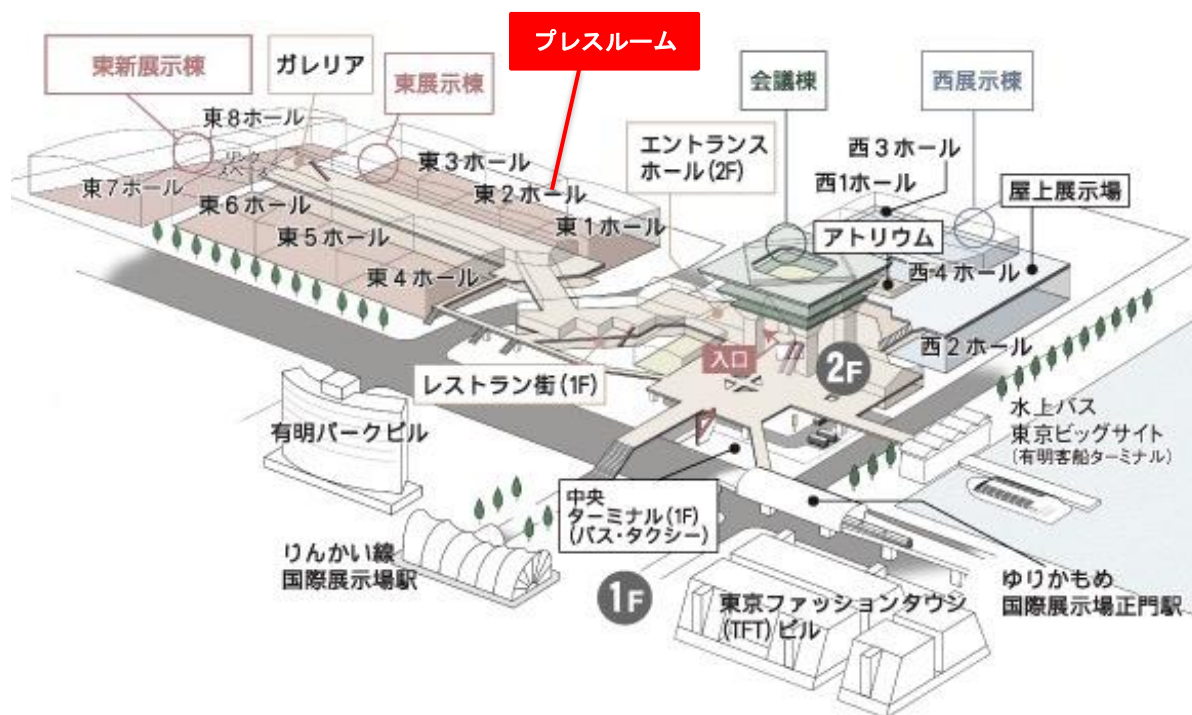 プレスルーム
東新展示棟
ガレリア
東展示棟
会議棟
西展示棟
東8ホール
リンク
スペース
東7ホール
東3ホール
東2ホール
東1ホール
東6ホール
東5ホール
東4ホール
エントランス
ホール(2F)
西3ホール
西1ホール
屋上展示場
アトリウム
西4ホール
西2ホール
入口
2F
レストラン街(1F)
有明パークビル
水上バス
東京ビッグサイト
(有明客船ターミナル)
中央
ターミナル(1F)
(バス・タクシー)
りんかい線
国際展示場駅
1F
東京ファッションタウン
(TFT)ビル
ゆりかもめ
国際展示場正門駅